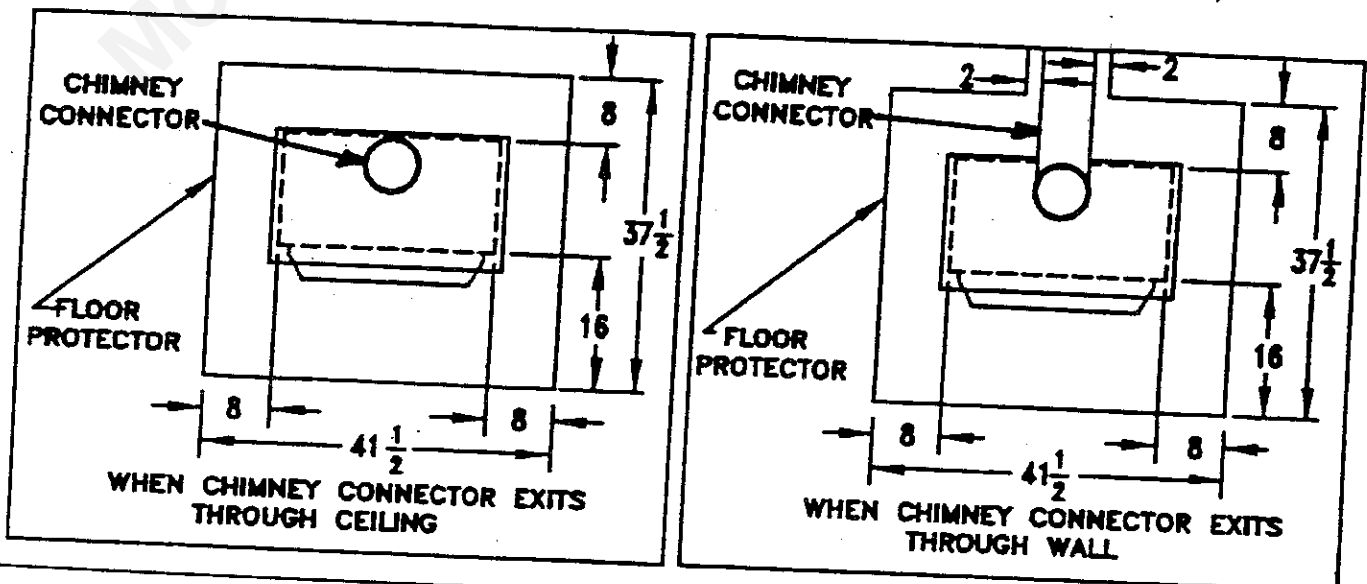 MO
CHIMNEY
CONNECTOR
8
37 1/2
16
FLOOR
PROTECTOR
8
8
41 1/2
WHEN CHIMNEY CONNECTOR EXITS
THROUGH CEILING
CHIMNEY
CONNECTOR
2
2
8
37 1/2
16
FLOOR
PROTECTOR
8
8
41 1/2
WHEN CHIMNEY CONNECTOR EXITS
THROUGH WALL